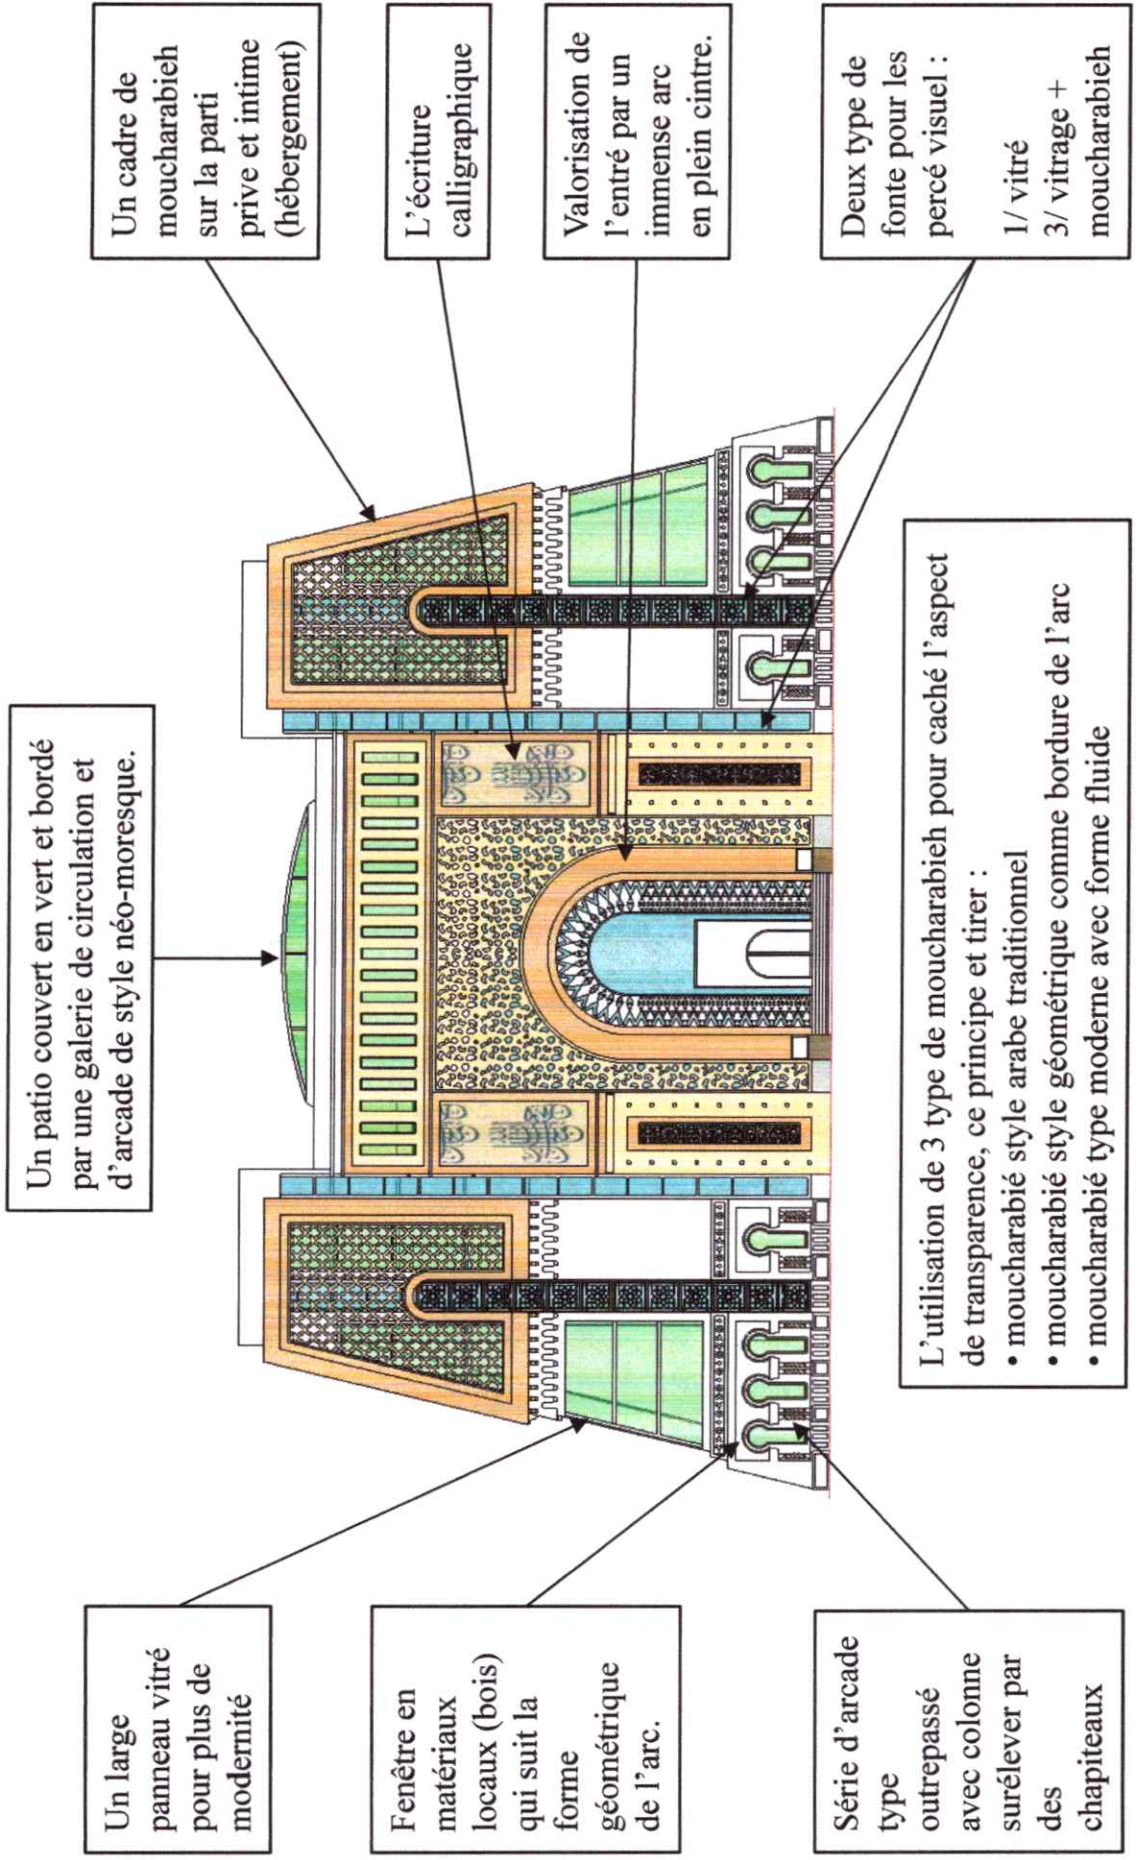 Un patio couvert en vert et bordé
par une galerie de circulation et
d'arcade de style néo-moresque.
Un large
panneau vitré
pour plus de
modernité
Fenêtre en
matériaux
locaux (bois)
qui suit la
forme
géométrique
de l'arc.
Série d'arcade
type
outrepassé
avec colonne
surélever par
des
chapiteaux
Un cadre de
moucharabieh
sur la parti
prive et intime
(hébergement)
L'écriture
calligraphique
Valorisation de
l'entré par un
immense arc
en plein cintre.
Deux type de
fonte pour les
percé visuel :
1/ vitré
3/ vitrage +
moucharabieh
L'utilisation de 3 type de moucharabieh pour caché l'aspect
de transparence, ce principe et tirer :
• moucharabié style arabe traditionnel
• moucharabié style géométrique comme bordure de l'arc
• moucharabié type moderne avec forme fluide